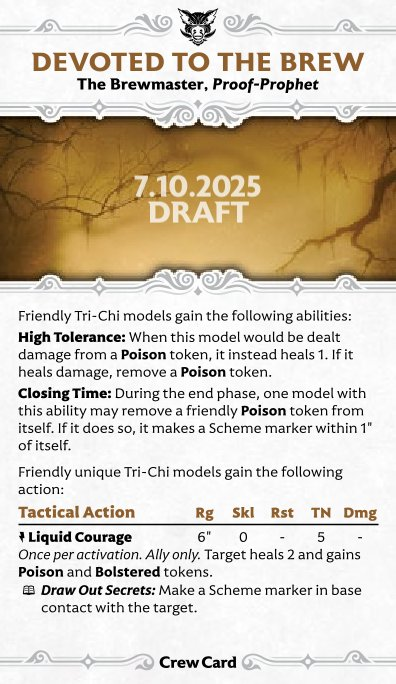 DEVOTED TO THE BREW
The Brewmaster, Proof-Prophet
7.10.2025
DRAFT
Friendly Tri-Chi models gain the following abilities:
High Tolerance: When this model would be dealt
damage from a Poison token, it instead heals 1. If it
heals damage, remove a Poison token.
Closing Time: During the end phase, one model with
this ability may remove a friendly Poison token from
itself. If it does so, it makes a Scheme marker within 1"
of itself.
Friendly unique Tri-Chi models gain the following
action:
Tactical Action Rg Skl Rst TN Dmg
Liquid Courage 6" 0 - 5 -
Once per activation. Ally only. Target heals 2 and gains
Poison and Bolstered tokens.
Draw Out Secrets: Make a Scheme marker in base
contact with the target.
Crew Card